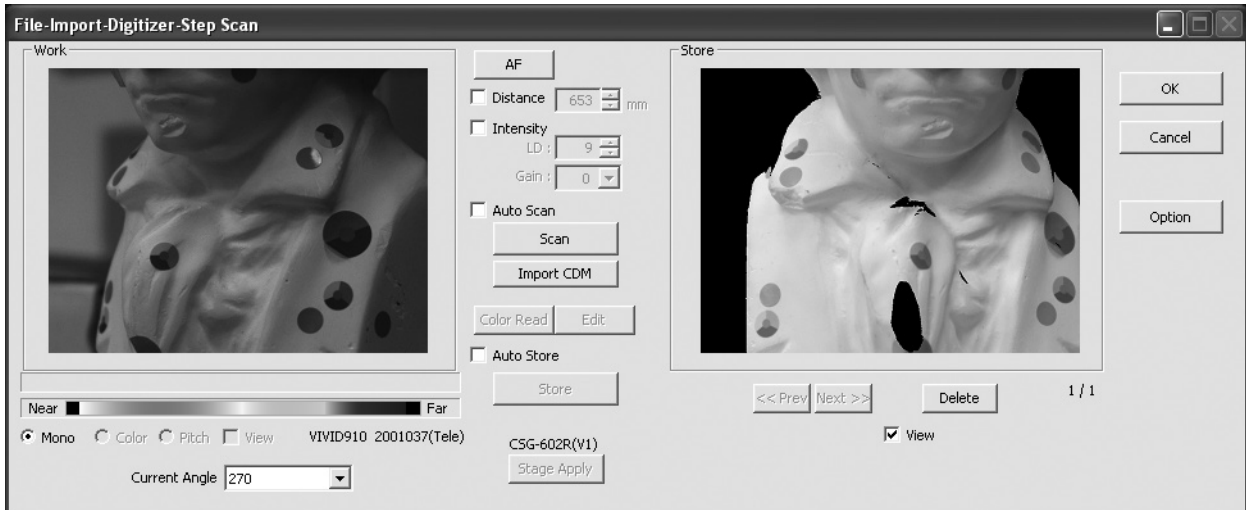 File-Import-Digitizer-Step Scan
Work
AF
Distance 653 mm
Intensity
LD : 9
Gain : 0
Auto Scan
Scan
Import CDM
Color Read Edit
Auto Store
Store
CSG-602R(V1)
Stage Apply
Near Far
Mono Color Pitch View VIVID910 2001037(Tele)
Current Angle 270
Store
<< Prev Next >> Delete 1 / 1
View
OK
Cancel
Option